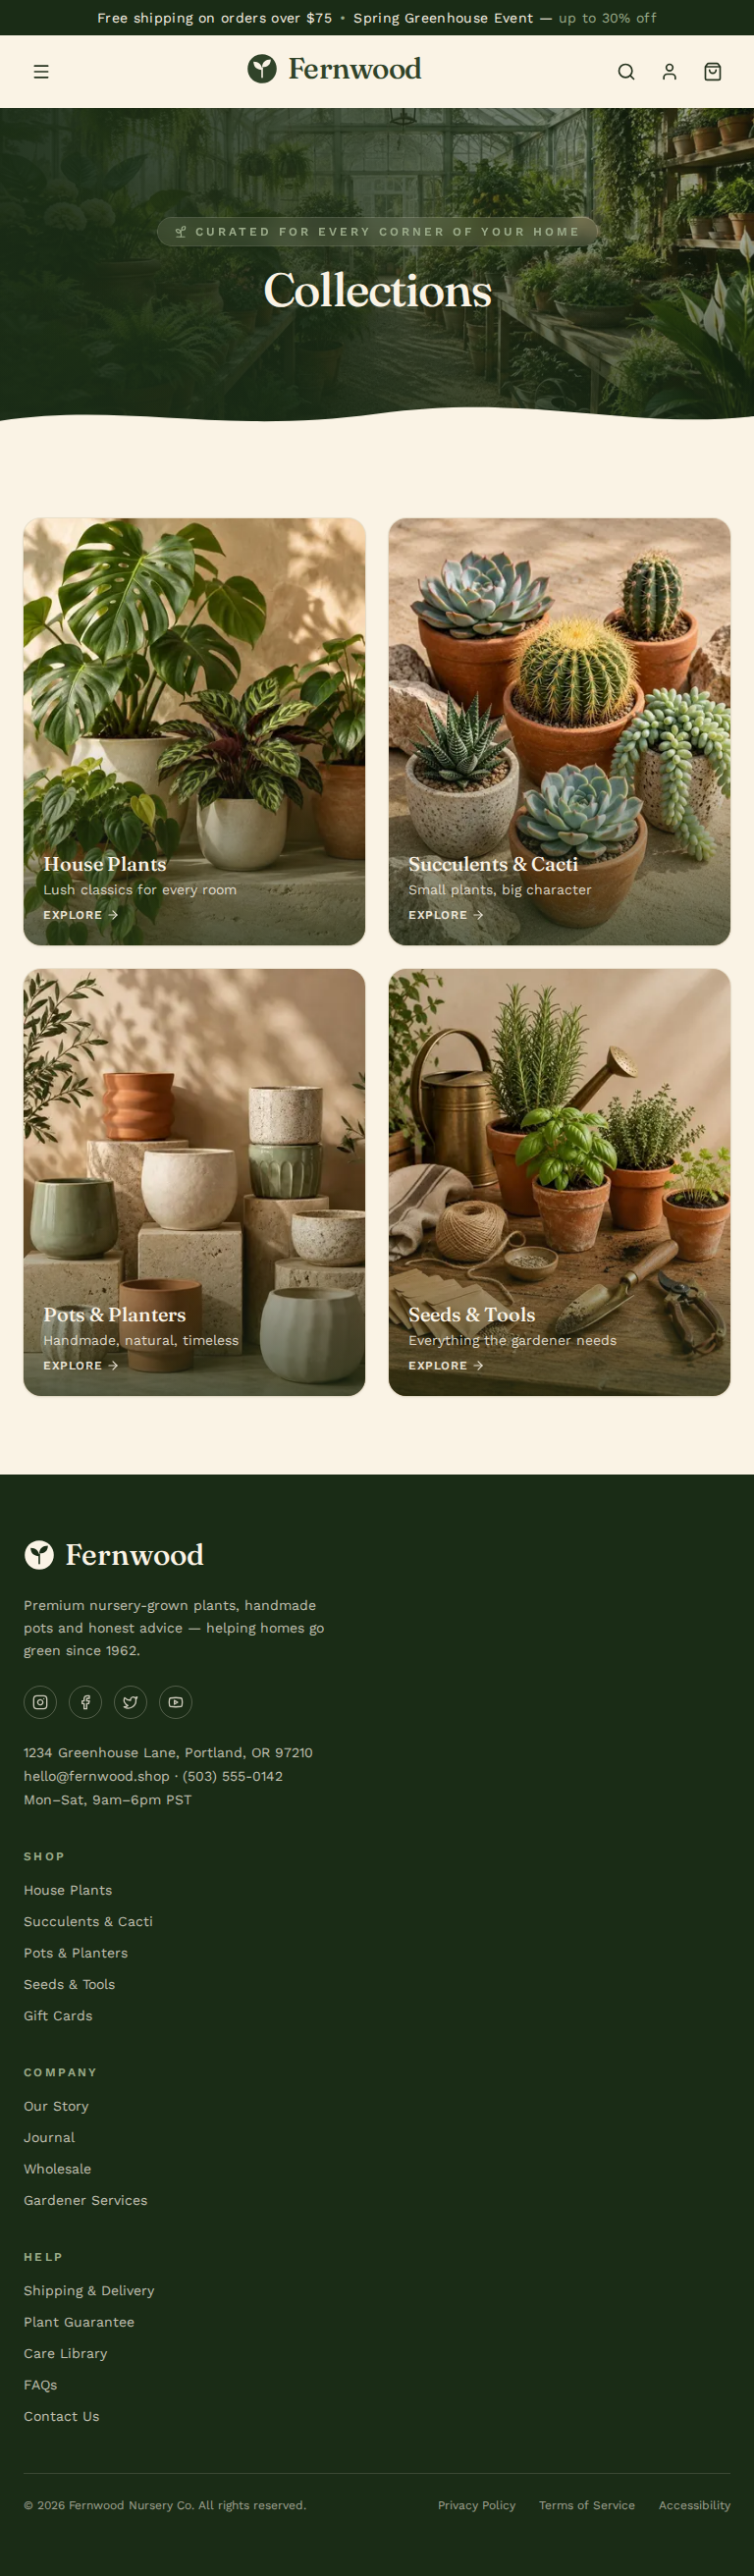 Free shipping on orders over $75 • Spring Greenhouse Event — up to 30% off
Fernwood
CURATED FOR EVERY CORNER OF YOUR HOME
Collections
House Plants
Lush classics for every room
EXPLORE →
Succulents & Cacti
Small plants, big character
EXPLORE →
Pots & Planters
Handmade, natural, timeless
EXPLORE →
Seeds & Tools
Everything the gardener needs
EXPLORE →
Fernwood
Premium nursery-grown plants, handmade
pots and honest advice — helping homes go
green since 1962.
1234 Greenhouse Lane, Portland, OR 97210
hello@fernwood.shop · (503) 555-0142
Mon–Sat, 9am–6pm PST
SHOP
House Plants
Succulents & Cacti
Pots & Planters
Seeds & Tools
Gift Cards
COMPANY
Our Story
Journal
Wholesale
Gardener Services
HELP
Shipping & Delivery
Plant Guarantee
Care Library
FAQs
Contact Us
© 2026 Fernwood Nursery Co. All rights reserved.
Privacy Policy
Terms of Service
Accessibility